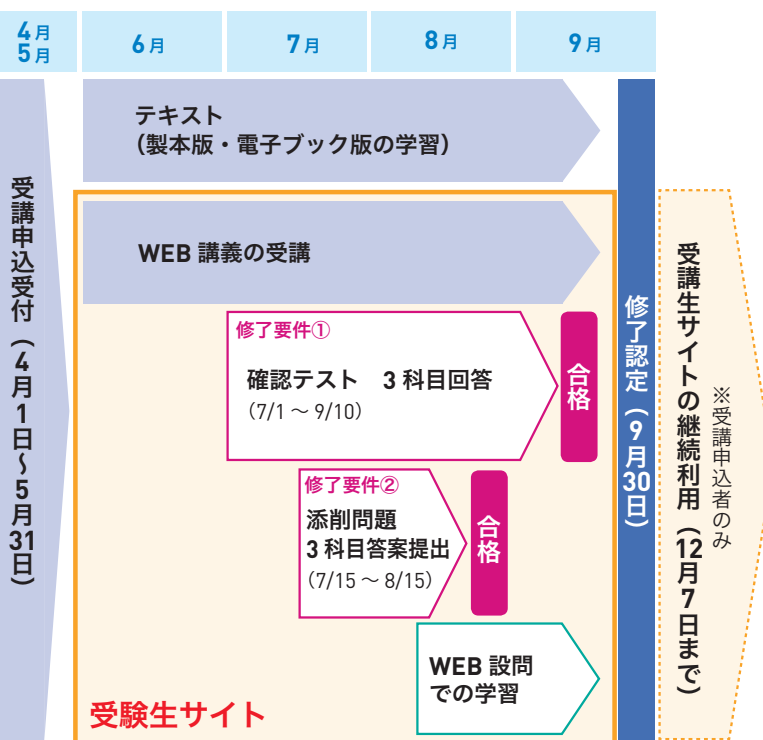 4月
5月
6月
7月
8月
9月
受講申込受付（4月1日〜5月31日）
テキスト
（製本版・電子ブック版の学習）
WEB 講義の受講
修了要件①
確認テスト　3 科目回答
（7/1 〜 9/10）
合格
修了要件②
添削問題
3 科目答案提出
（7/15 〜 8/15）
合格
WEB 設問
での学習
受験生サイト
修了認定（9月30日）
受講生サイトの継続利用（12月7日まで）
※受講申込者のみ